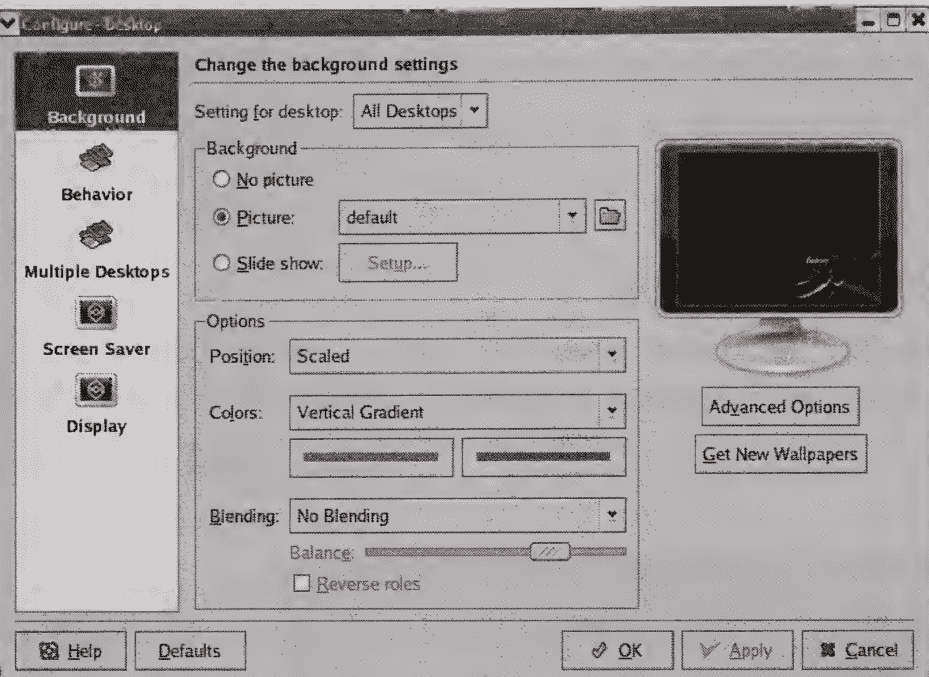 Configure - Desktop
Background
Behavior
Multiple Desktops
Screen Saver
Display
Change the background settings
Setting for desktop: All Desktops
Background
No picture
Picture: default
Slide show: Setup...
Options
Position: Scaled
Colors: Vertical Gradient
Blending: No Blending
Balance:
Reverse roles
Advanced Options
Get New Wallpapers
Help
Defaults
OK
Apply
Cancel